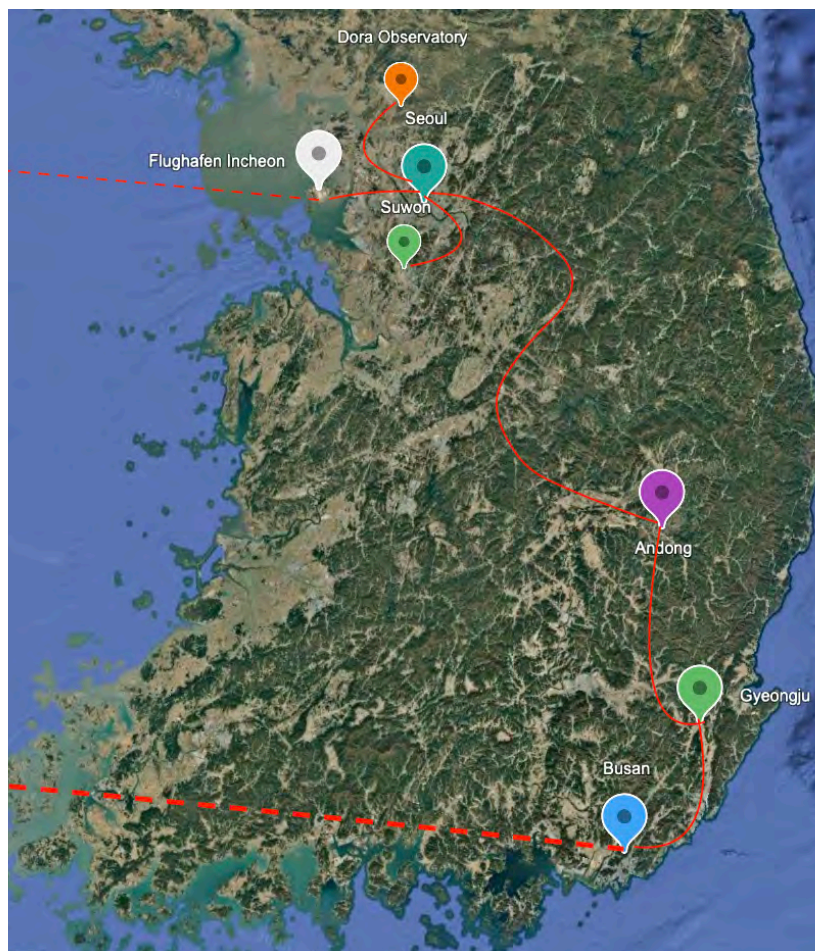 Dora Observatory
Seoul
Flughafen Incheon
Suwon
Andong
Gyeongju
Busan